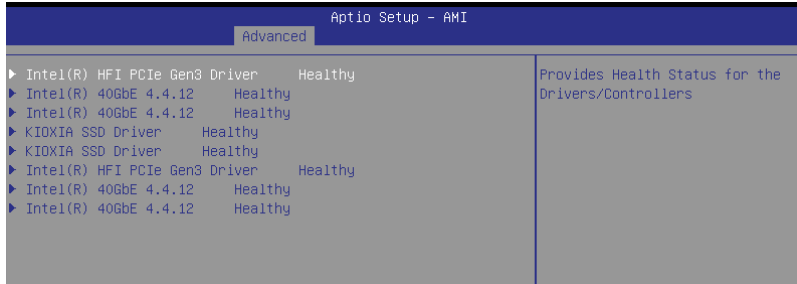 Aptio Setup – AMI
Advanced
▶ Intel(R) HFI PCIe Gen3 Driver Healthy
▶ Intel(R) 40GbE 4.4.12 Healthy
▶ Intel(R) 40GbE 4.4.12 Healthy
▶ KIOXIA SSD Driver Healthy
▶ KIOXIA SSD Driver Healthy
▶ Intel(R) HFI PCIe Gen3 Driver Healthy
▶ Intel(R) 40GbE 4.4.12 Healthy
▶ Intel(R) 40GbE 4.4.12 Healthy
Provides Health Status for the
Drivers/Controllers